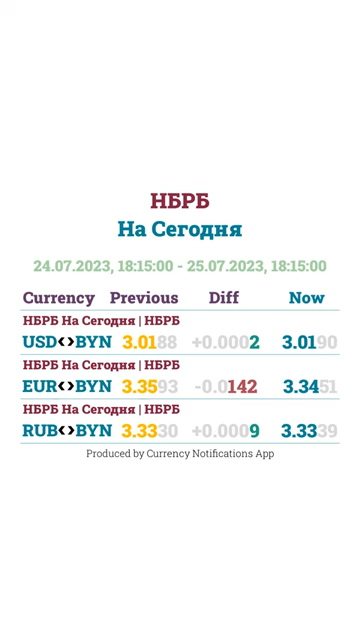 НБРБ
На Сегодня
24.07.2023, 18:15:00 - 25.07.2023, 18:15:00
Currency Previous Diff Now
НБРБ На Сегодня | НБРБ
USD<>BYN 3.0188 +0.0002 3.0190
НБРБ На Сегодня | НБРБ
EUR<>BYN 3.3593 -0.0142 3.3451
НБРБ На Сегодня | НБРБ
RUB<>BYN 3.3330 +0.0009 3.3339
Produced by Currency Notifications App